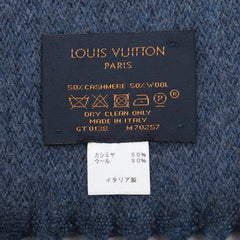 LOUIS VUITTON
PARIS
50% CASHMERE 50% WOOL
DRY CLEAN ONLY
MADE IN ITALY
GT0138 M70257
カシミヤ 50%
ウール 50%
イタリア製